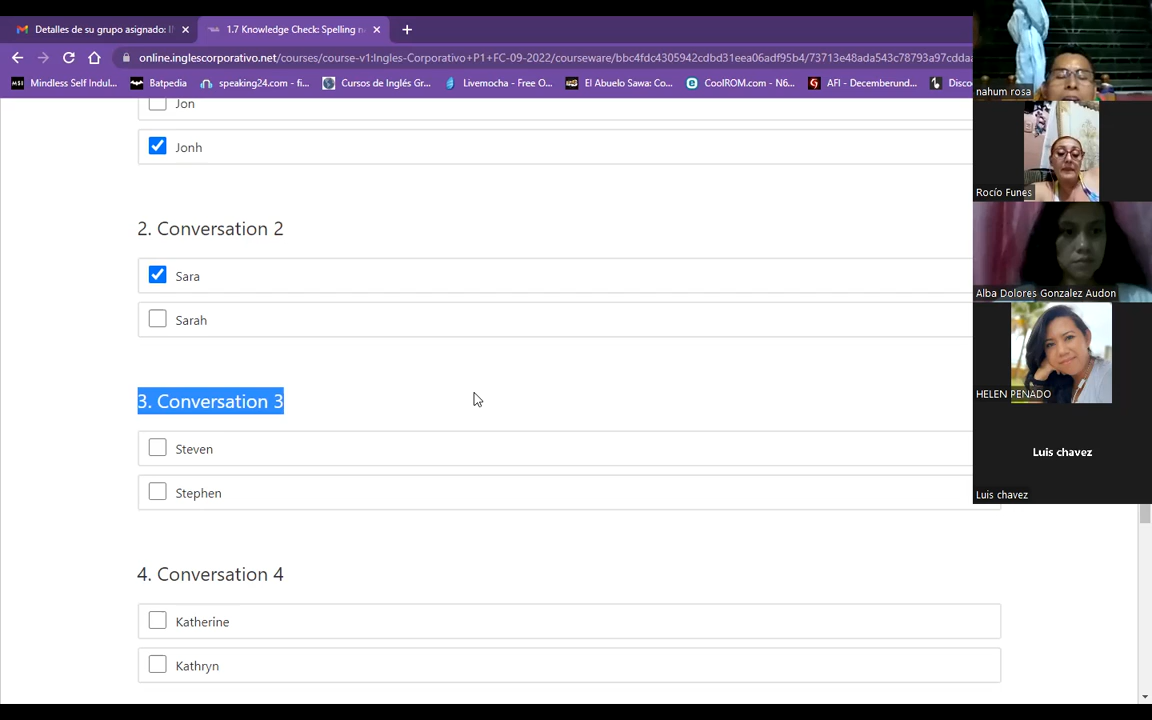 Detalles de su grupo asignado: II
1.7 Knowledge Check: Spelling n
online.inglescorporativo.net/courses/course-v1:Ingles-Corporativo+P1+FC-09-2022/courseware/bbc4fdc4305942cdbd31eea06adf95b4/73713e48ada543c78793a97cddaa
Mindless Self Indul...
Batpedia
speaking24.com - fi...
Cursos de Inglés Gr...
Livemocha - Free O...
El Abuelo Sawa: Co...
CoolROM.com - N6...
AFI - Decemberund...
Disco
Jon
Jonh
2. Conversation 2
Sara
Sarah
3. Conversation 3
Steven
Stephen
4. Conversation 4
Katherine
Kathryn
nahum rosa
Rocío Funes
Alba Dolores Gonzalez Audon
HELEN PENADO
Luis chavez
Luis chavez